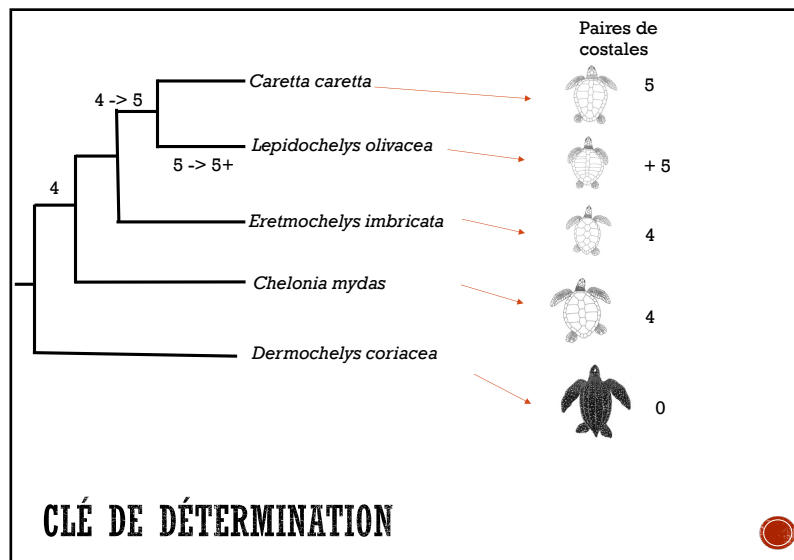 Paires de
costales
Caretta caretta
5
4 -> 5
Lepidochelys olivacea
5 -> 5+
+ 5
4
Eretmochelys imbricata
4
Chelonia mydas
4
Dermochelys coriacea
0
CLÉ DE DÉTERMINATION